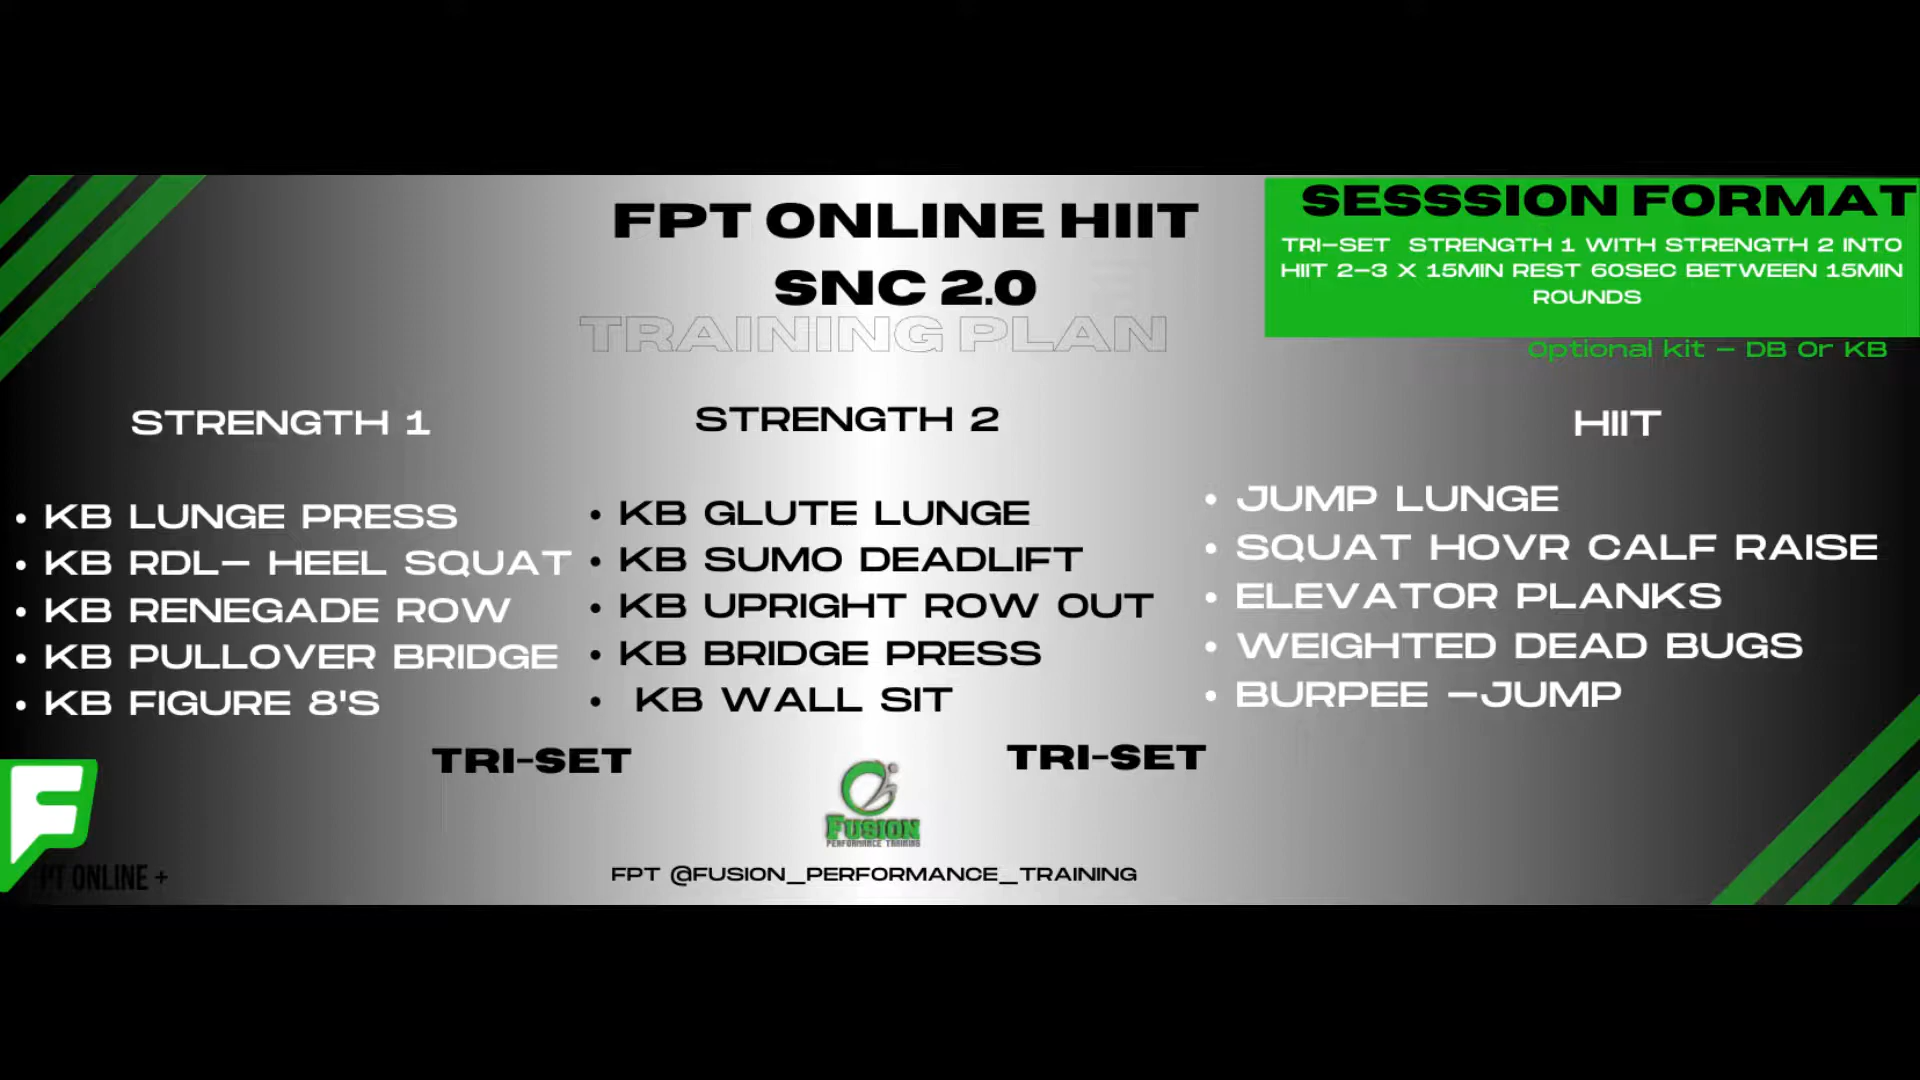 FPT ONLINE HIIT
SNC 2.0
TRAINING PLAN
SESSSION FORMAT
TRI-SET STRENGTH 1 WITH STRENGTH 2 INTO
HIIT 2-3 X 15MIN REST 60SEC BETWEEN 15MIN
ROUNDS
Optional kit - DB Or KB
STRENGTH 1
• KB LUNGE PRESS
• KB RDL- HEEL SQUAT
• KB RENEGADE ROW
• KB PULLOVER BRIDGE
• KB FIGURE 8'S
STRENGTH 2
• KB GLUTE LUNGE
• KB SUMO DEADLIFT
• KB UPRIGHT ROW OUT
• KB BRIDGE PRESS
• KB WALL SIT
HIIT
• JUMP LUNGE
• SQUAT HOVR CALF RAISE
• ELEVATOR PLANKS
• WEIGHTED DEAD BUGS
• BURPEE -JUMP
TRI-SET
TRI-SET
FUSION
PERFORMANCE TRAINING
FPT @FUSION_PERFORMANCE_TRAINING
F
PT ONLINE +